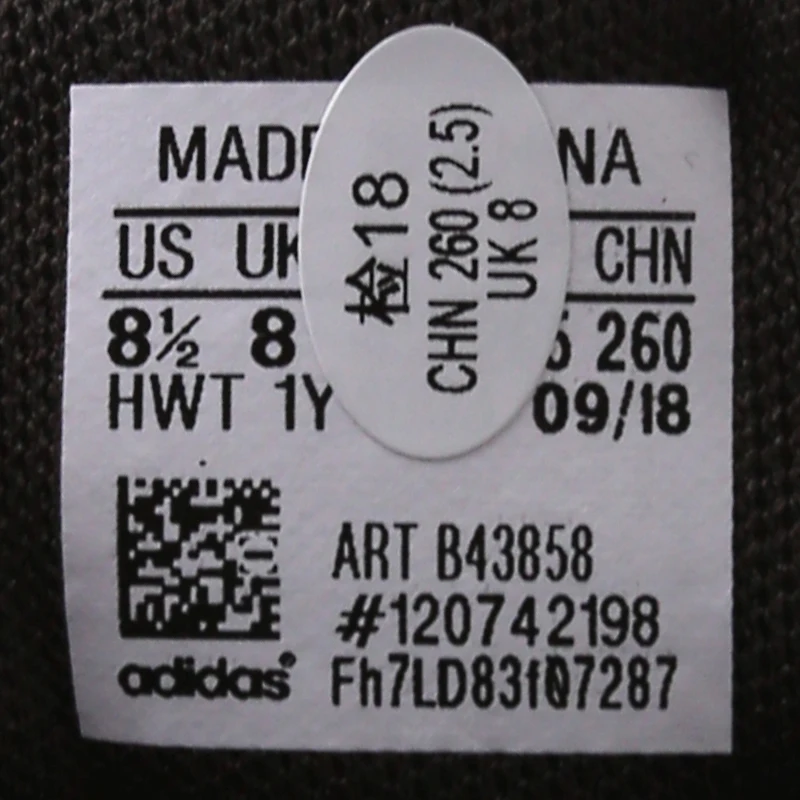 MAD NA
US UK CHN
8½ 8 5 260
HWT 1Y 09/18
检18
CHN 260 (2.5)
UK 8
ART B43858
#120742198
adidas Fh7LD83f07287